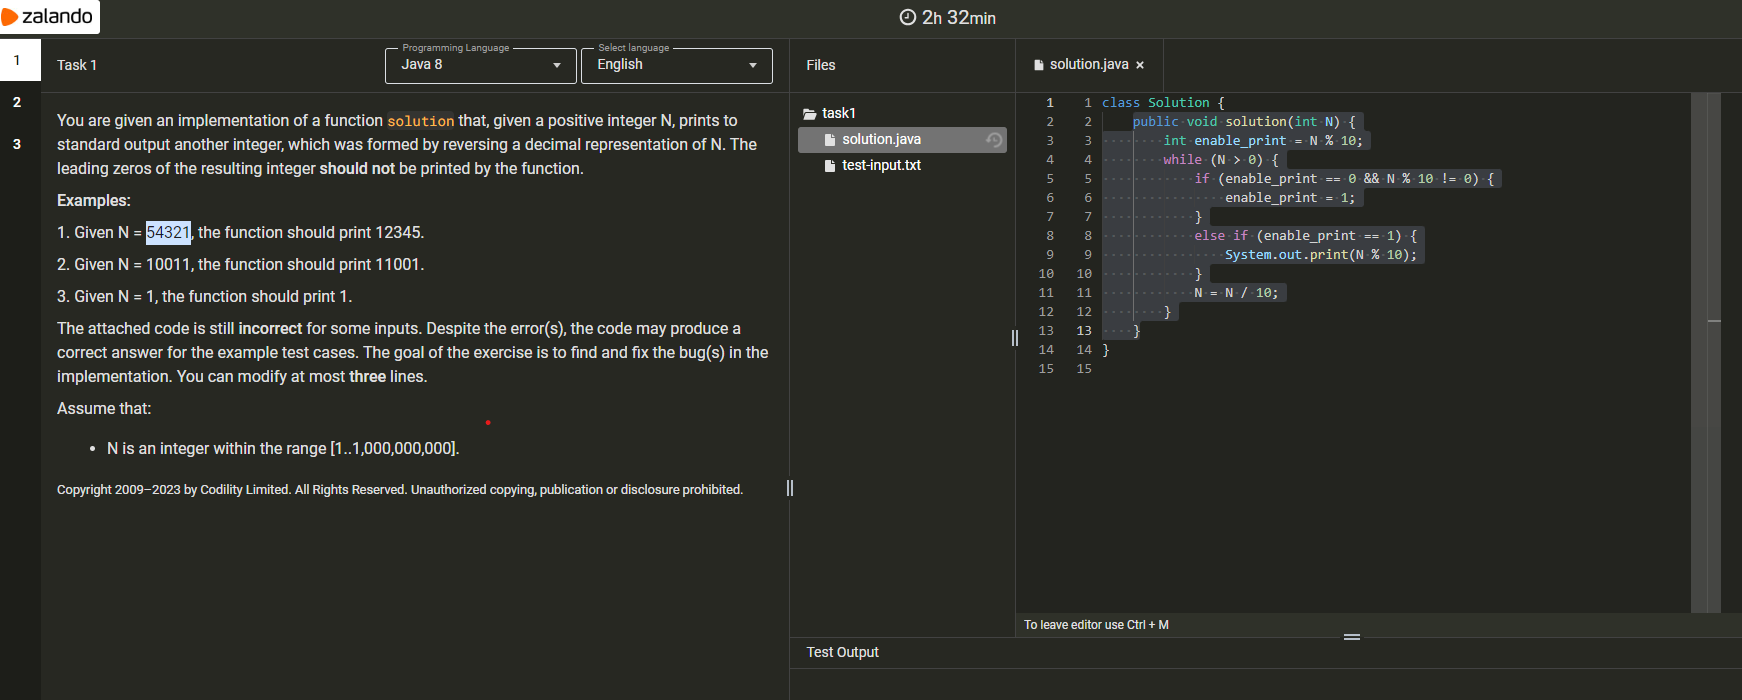 zalando
2h 32min
1
2
3
Task 1
Programming Language
Java 8
Select language
English
You are given an implementation of a function solution that, given a positive integer N, prints to
standard output another integer, which was formed by reversing a decimal representation of N. The
leading zeros of the resulting integer should not be printed by the function.
Examples:
1. Given N = 54321, the function should print 12345.
2. Given N = 10011, the function should print 11001.
3. Given N = 1, the function should print 1.
The attached code is still incorrect for some inputs. Despite the error(s), the code may produce a
correct answer for the example test cases. The goal of the exercise is to find and fix the bug(s) in the
implementation. You can modify at most three lines.
Assume that:
• N is an integer within the range [1..1,000,000,000].
Copyright 2009–2023 by Codility Limited. All Rights Reserved. Unauthorized copying, publication or disclosure prohibited.
Files
task1
solution.java
test-input.txt
solution.java ×
1 1 class Solution {
2 2 public void solution(int N) {
3 3 int enable_print = N % 10;
4 4 while (N > 0) {
5 5 if (enable_print == 0 && N % 10 != 0) {
6 6 enable_print = 1;
7 7 }
8 8 else if (enable_print == 1) {
9 9 System.out.print(N % 10);
10 10 }
11 11 N = N / 10;
12 12 }
13 13 }
14 14 }
15 15
To leave editor use Ctrl + M
Test Output